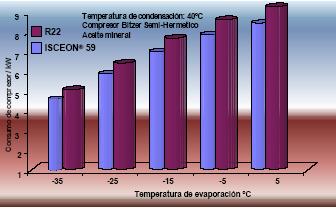 Temperatura de condensación: 40ºC
Compresor Bitzer Semi-Hermetico
Aceite mineral
R22
ISCEON® 59
Consumo de compresor / kW
9
8
7
6
5
4
3
2
1
-35
-25
-15
-5
5
Temperatura de evaporación ºC